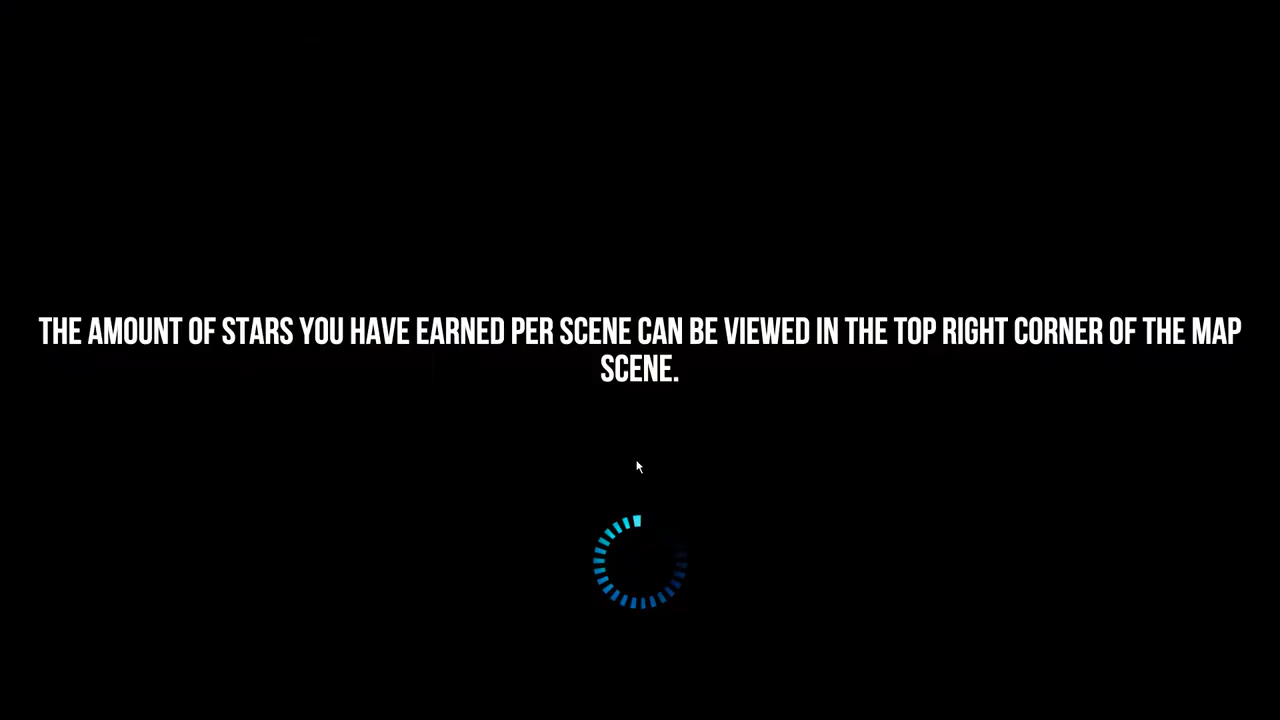 THE AMOUNT OF STARS YOU HAVE EARNED PER SCENE CAN BE VIEWED IN THE TOP RIGHT CORNER OF THE MAP
SCENE.